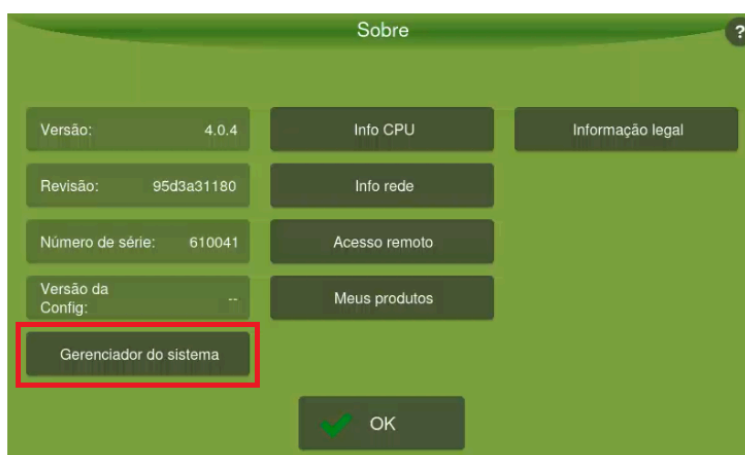 Sobre
?
Versão: 4.0.4
Info CPU
Informação legal
Revisão: 95d3a31180
Info rede
Número de série: 610041
Acesso remoto
Versão da
Config: --
Meus produtos
Gerenciador do sistema
OK